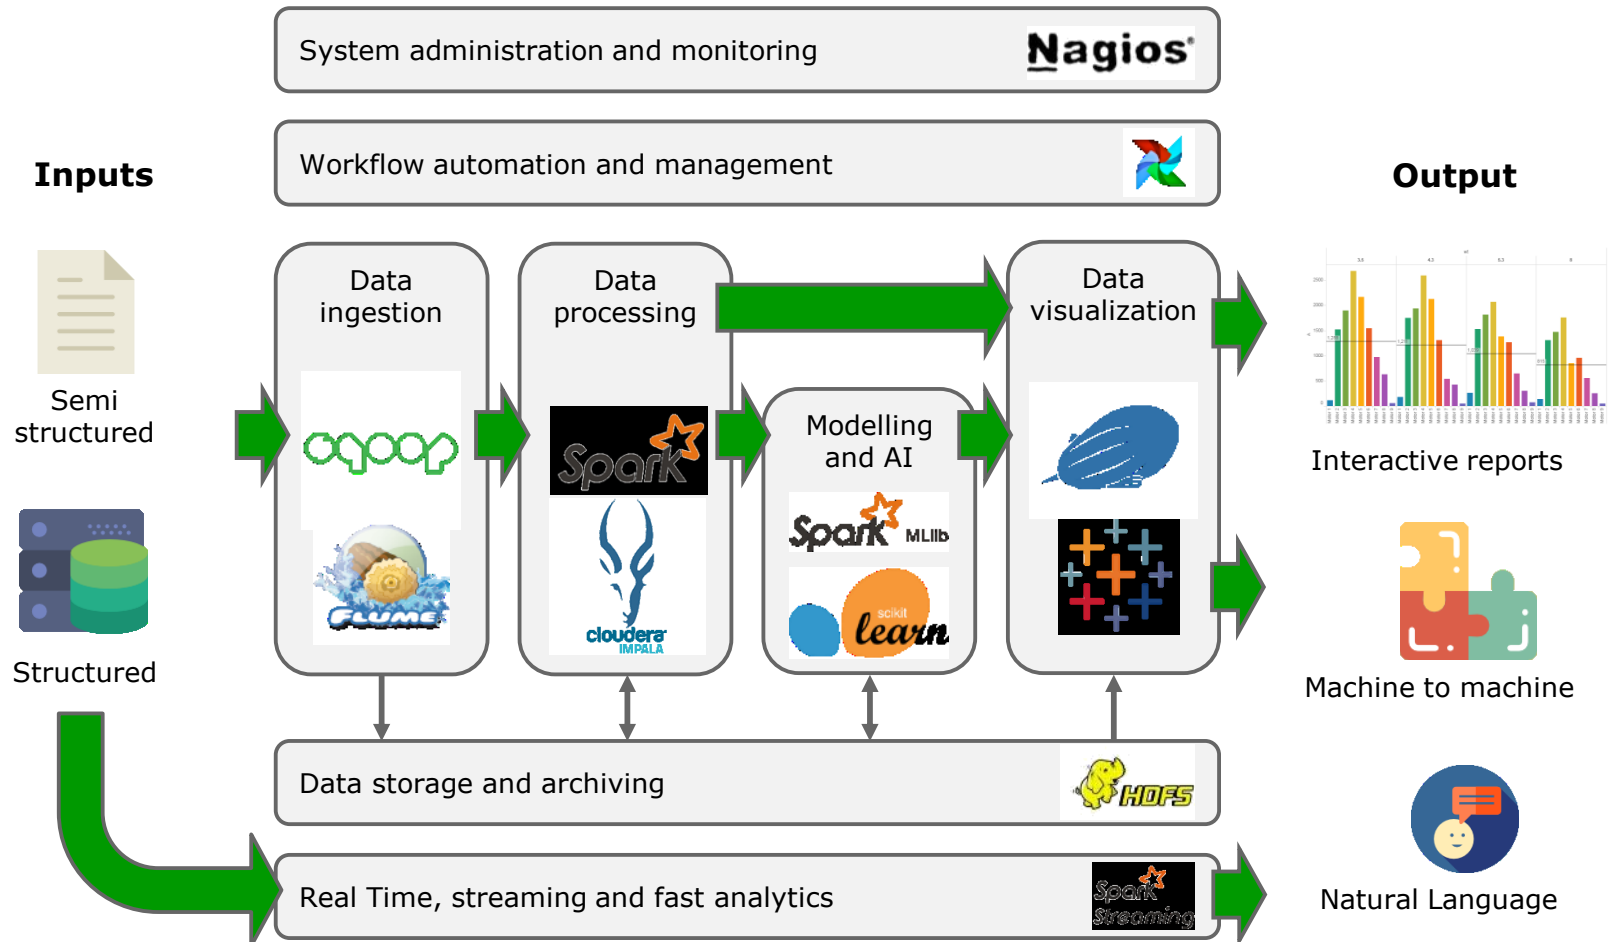 System administration and monitoring
Nagios®
Workflow automation and management
Inputs
Output
Semi
structured
Structured
Data
ingestion
sqoop
FLUME
Data
processing
Spark
cloudera
IMPALA
Modelling
and AI
Spark MLlib
scikit
learn
Data
visualization
Interactive reports
Machine to machine
Natural Language
Data storage and archiving
HDFS
Real Time, streaming and fast analytics
Spark
Streaming